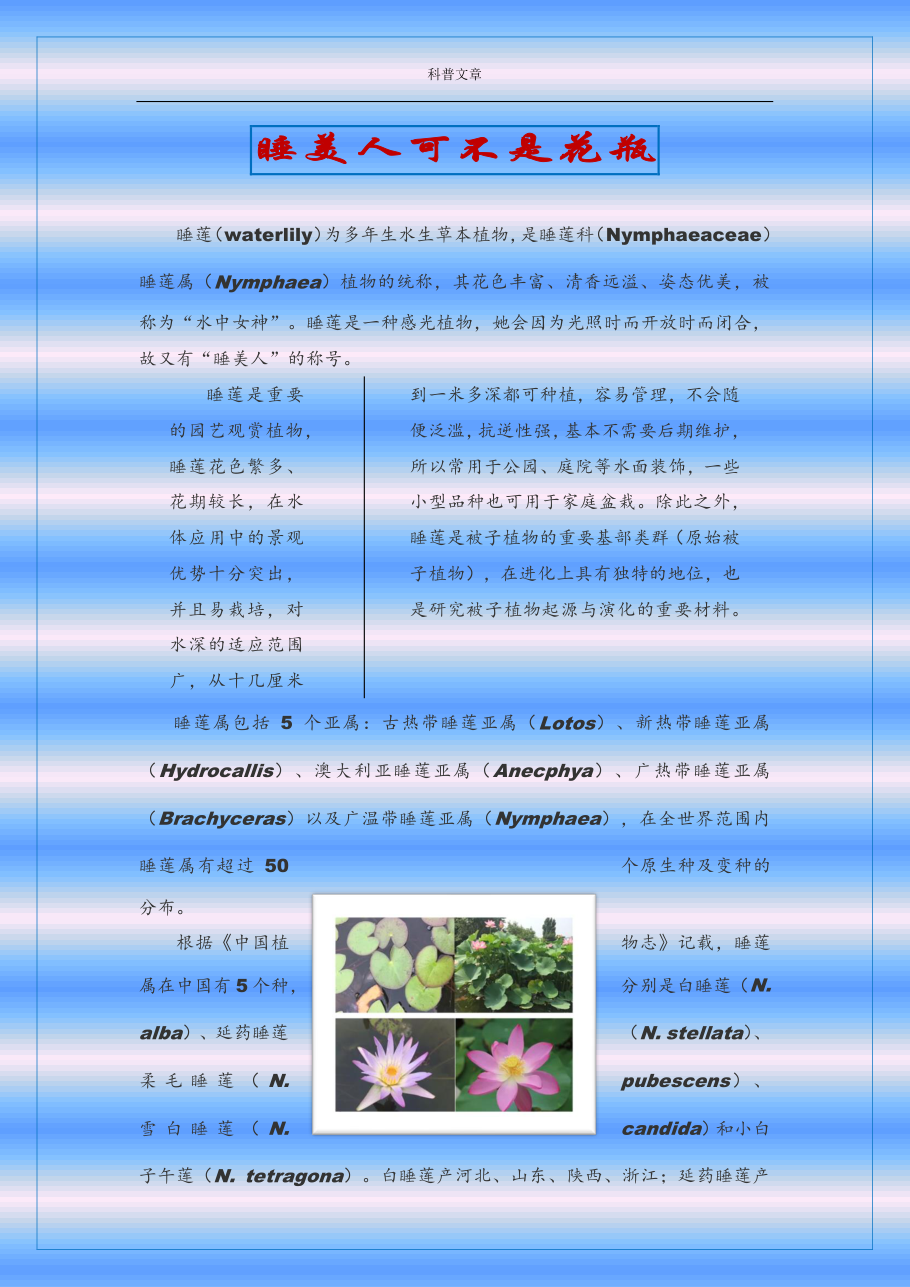 科普文章
睡美人可不是花瓶
睡莲（waterlily）为多年生水生草本植物，是睡莲科（Nymphaeaceae）
睡莲属（Nymphaea）植物的统称，其花色丰富、清香远溢、姿态优美，被
称为“水中女神”。睡莲是一种感光植物，她会因为光照时而开放时而闭合，
故又有“睡美人”的称号。
睡莲是重要
的园艺观赏植物，
睡莲花色繁多、
花期较长，在水
体应用中的景观
优势十分突出，
并且易栽培，对
水深的适应范围
广，从十几厘米
到一米多深都可种植，容易管理，不会随
便泛滥，抗逆性强，基本不需要后期维护，
所以常用于公园、庭院等水面装饰，一些
小型品种也可用于家庭盆栽。除此之外，
睡莲是被子植物的重要基部类群（原始被
子植物），在进化上具有独特的地位，也
是研究被子植物起源与演化的重要材料。
睡莲属包括 5 个亚属：古热带睡莲亚属（Lotos）、新热带睡莲亚属
（Hydrocallis）、澳大利亚睡莲亚属（Anecphya）、广热带睡莲亚属
（Brachyceras）以及广温带睡莲亚属（Nymphaea），在全世界范围内
睡莲属有超过 50 个原生种及变种的
分布。
根据《中国植物志》记载，睡莲
属在中国有 5 个种，分别是白睡莲（N.
alba）、延药睡莲（N. stellata）、
柔毛睡莲（N. pubescens）、
雪白睡莲（N. candida）和小白
子午莲（N. tetragona）。白睡莲产河北、山东、陕西、浙江；延药睡莲产